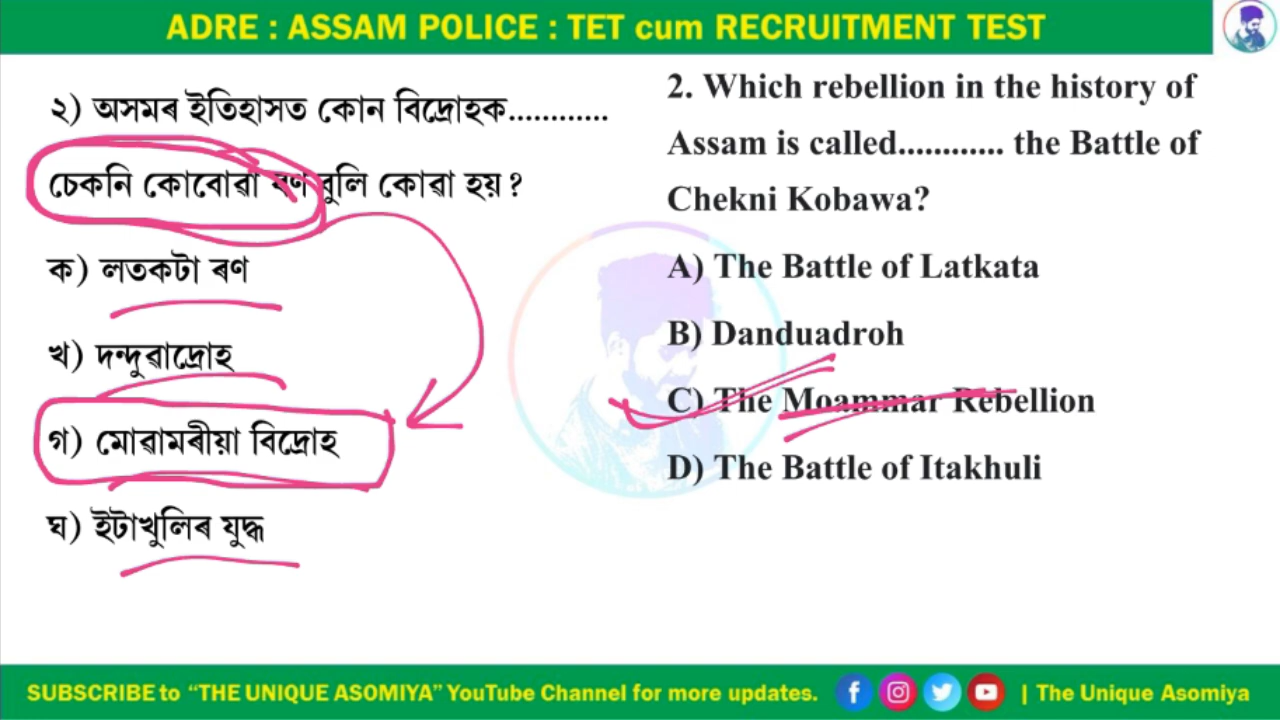 ADRE : ASSAM POLICE : TET cum RECRUITMENT TEST
২) অসমৰ ইতিহাসত কোন বিদ্ৰোহক............
চেকনি কোবোৱা ৰণ বুলি কোৱা হয়?
ক) লতকটা ৰণ
খ) দন্দুৱাদ্ৰোহ
গ) মোৱামৰীয়া বিদ্ৰোহ
ঘ) ইটাখুলিৰ যুদ্ধ
2. Which rebellion in the history of
Assam is called............ the Battle of
Chekni Kobawa?
A) The Battle of Latkata
B) Danduadroh
C) The Moammar Rebellion
D) The Battle of Itakhuli
SUBSCRIBE to “THE UNIQUE ASOMIYA” YouTube Channel for more updates. | The Unique Asomiya